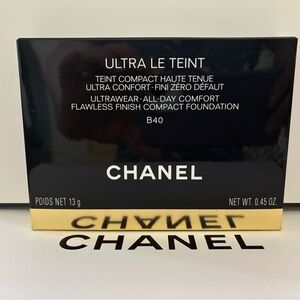 ULTRA LE TEINT
TEINT COMPACT HAUTE TENUE
ULTRA CONFORT·FINI ZÉRO DÉFAUT
ULTRAWEAR·ALL-DAY COMFORT
FLAWLESS FINISH COMPACT FOUNDATION
B40
CHANEL
POIDS NET 13 g NET WT. 0.45 OZ.
CHANEL
CHANEL